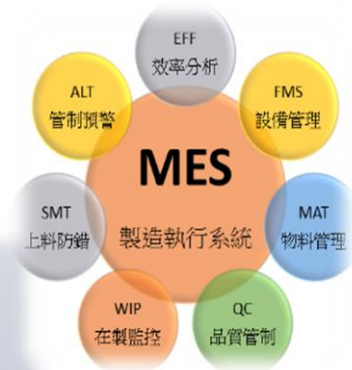 EFF
效率分析
ALT
管制預警
FMS
設備管理
MES
製造執行系統
SMT
上料防錯
MAT
物料管理
WIP
在製監控
QC
品質管制